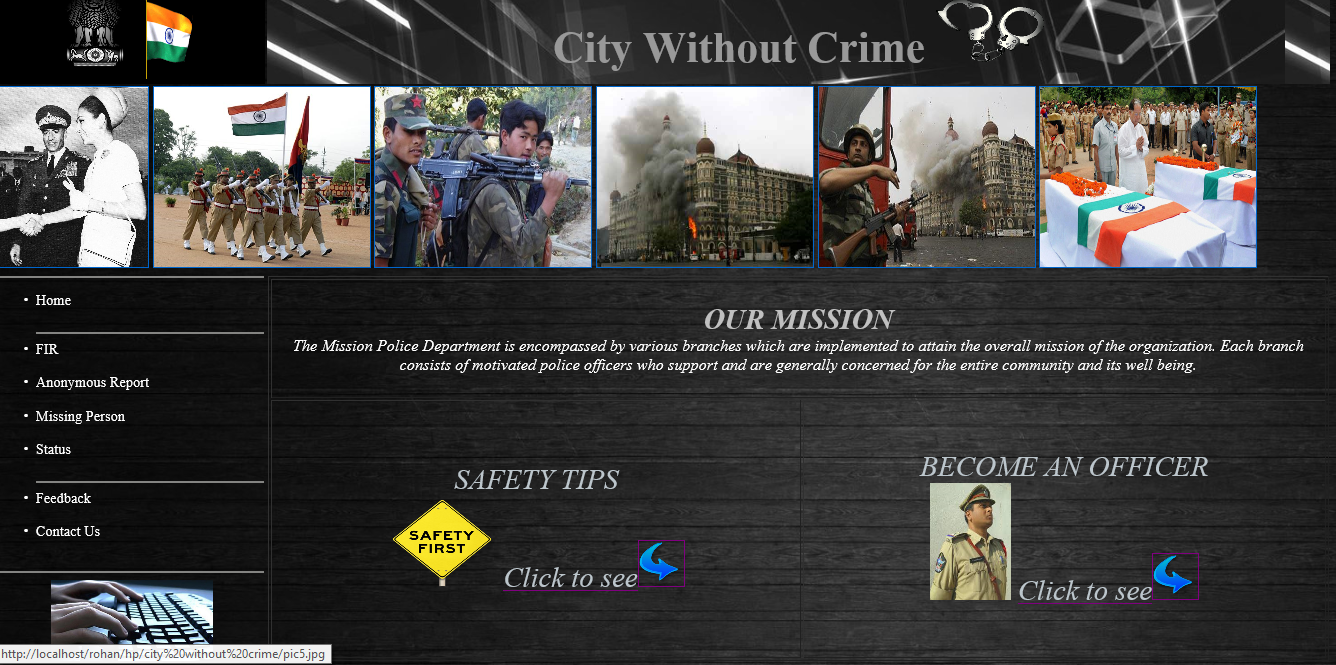 City Without Crime
• Home
• FIR
• Anonymous Report
• Missing Person
• Status
• Feedback
• Contact Us
OUR MISSION
The Mission Police Department is encompassed by various branches which are implemented to attain the overall mission of the organization. Each branch
consists of motivated police officers who support and are generally concerned for the entire community and its well being.
SAFETY TIPS
SAFETY
FIRST
Click to see
BECOME AN OFFICER
Click to see
http://localhost/rohan/hp/city%20without%20crime/pic5.jpg